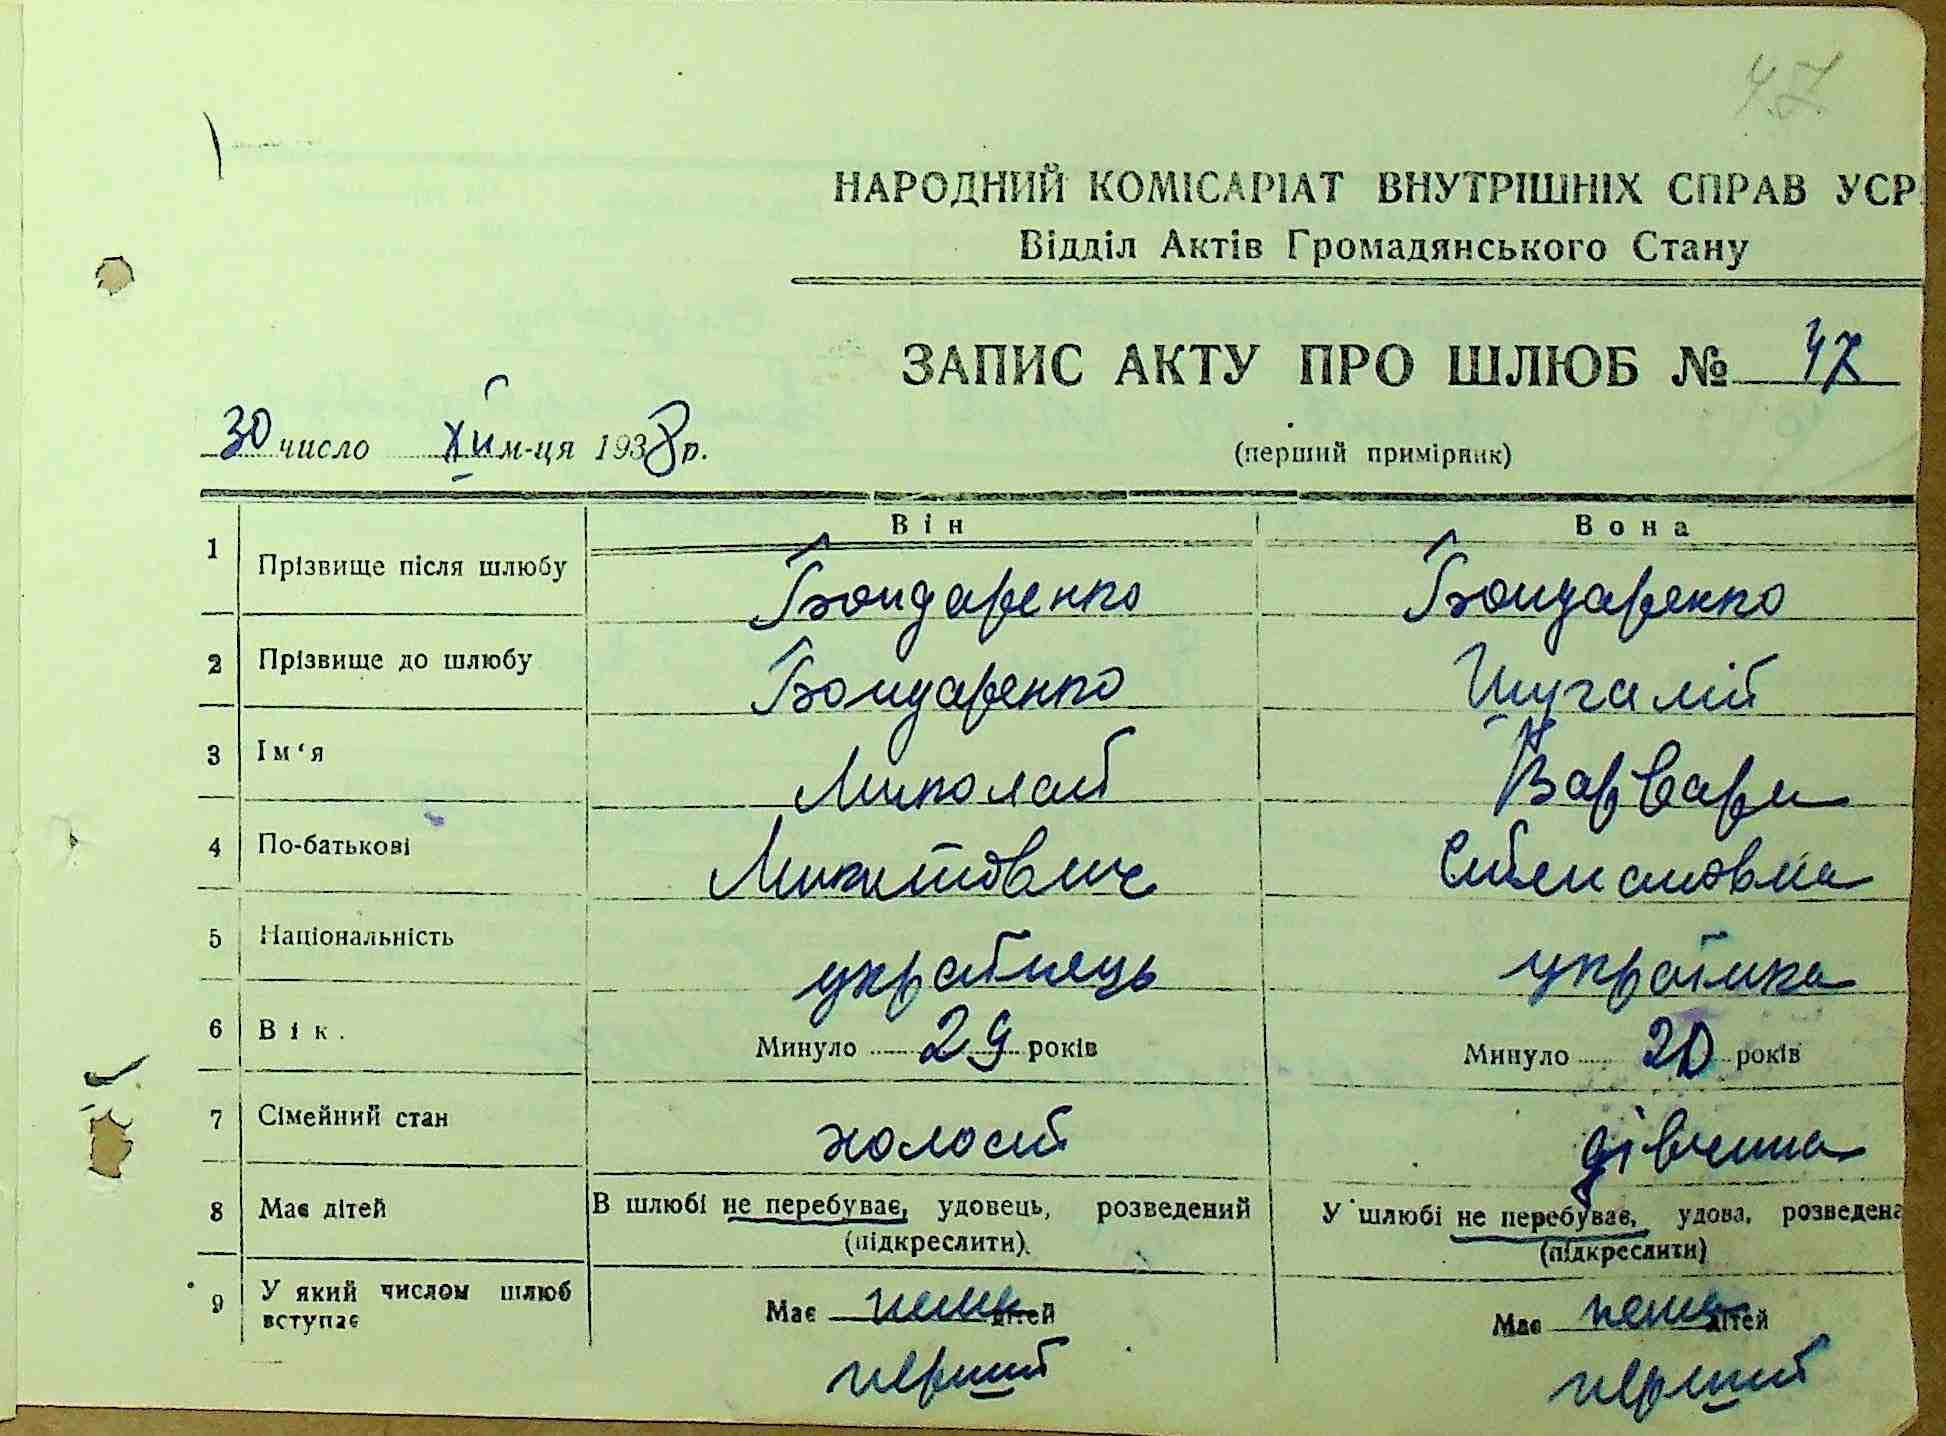 47
НАРОДНИЙ КОМІСАРІАТ ВНУТРІШНІХ СПРАВ УСР
Відділ Актів Громадянського Стану
ЗАПИС АКТУ ПРО ШЛЮБ № 47
30 число XII м-ця 1938 р.
(перший примірник)
Він Вона
1 Прізвище після шлюбу Бондаренко Бондаренко
2 Прізвище до шлюбу Бондаренко Шугалій
3 Ім‘я Миколай Варвара
4 По-батькові Микитович
5 Національність українець українка
6 Вік. Минуло 29 років Минуло 20 років
7 Сімейний стан холостий дівчина
8 Має дітей В шлюбі не перебуває, удовець, розведений У шлюбі не перебуває, удова, розведена
(підкреслити) (підкреслити)
9 У який числом шлюб вступає Має нема дітей Має нема дітей
перший перший